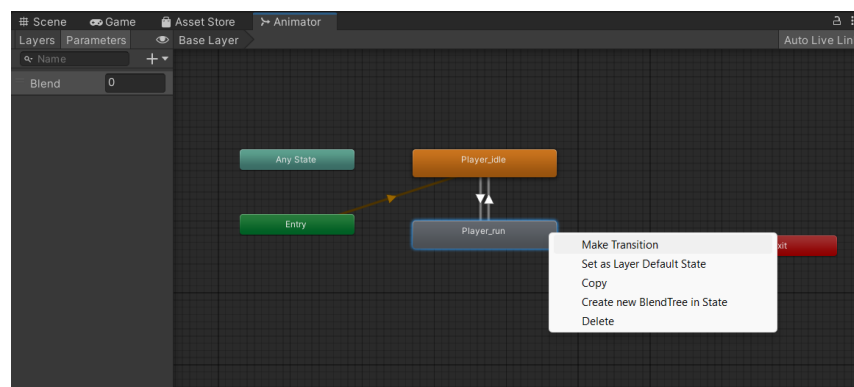 Scene Game Asset Store Animator
Layers Parameters Base Layer Auto Live Lin
Name
Blend 0
Any State Player_idle
Entry Player_run
Make Transition
xit
Set as Layer Default State
Copy
Create new BlendTree in State
Delete